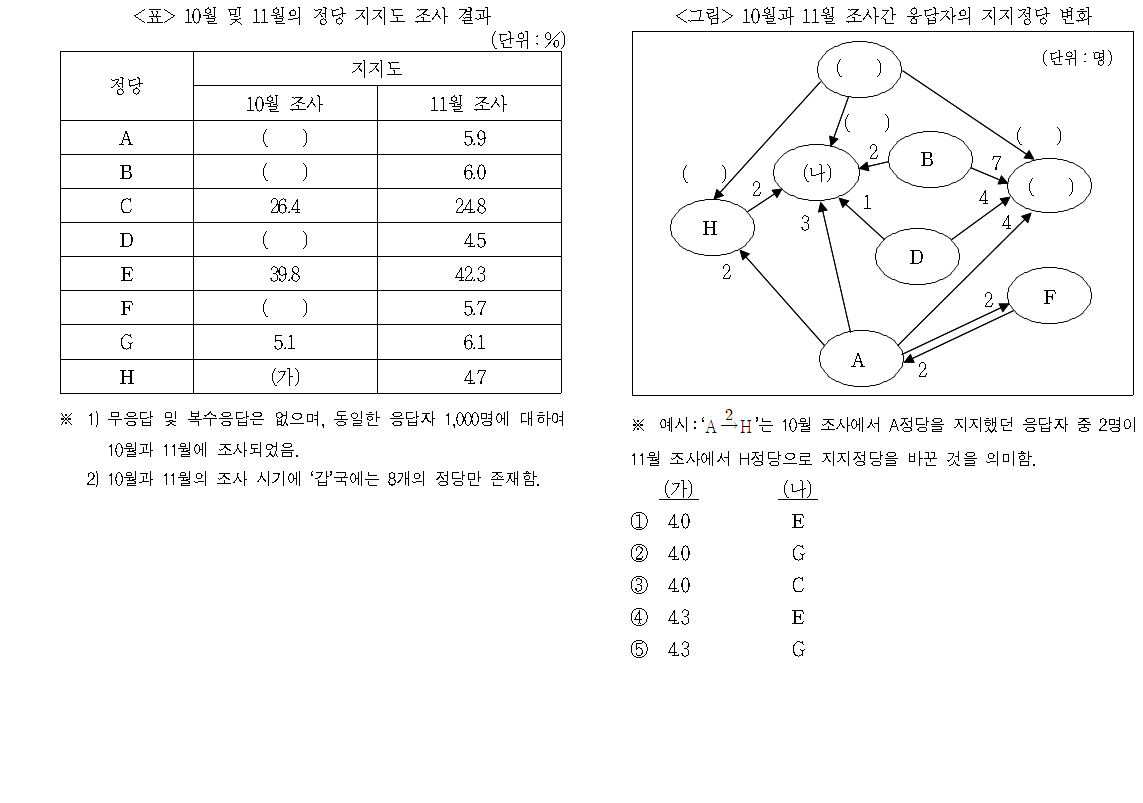 <표> 10월 및 11월의 정당 지지도 조사 결과
(단위 : %)
정당 지지도
10월 조사 11월 조사
A ( ) 5.9
B ( ) 6.0
C 26.4 24.8
D ( ) 4.5
E 39.8 42.3
F ( ) 5.7
G 5.1 6.1
H (가) 4.7
※ 1) 무응답 및 복수응답은 없으며, 동일한 응답자 1,000명에 대하여
10월과 11월에 조사되었음.
2) 10월과 11월의 조사 시기에 ‘갑’국에는 8개의 정당만 존재함.
<그림> 10월과 11월 조사간 응답자의 지지정당 변화
(단위 : 명)
( )
( ) ( )
( ) (나) 2 B 7
( )
H 2 3 1 4 4
2 D
2 F
A 2
※ 예시 : ‘A 2→ H’는 10월 조사에서 A정당을 지지했던 응답자 중 2명이
11월 조사에서 H정당으로 지지정당을 바꾼 것을 의미함.
(가) (나)
① 4.0 E
② 4.0 G
③ 4.0 C
④ 4.3 E
⑤ 4.3 G